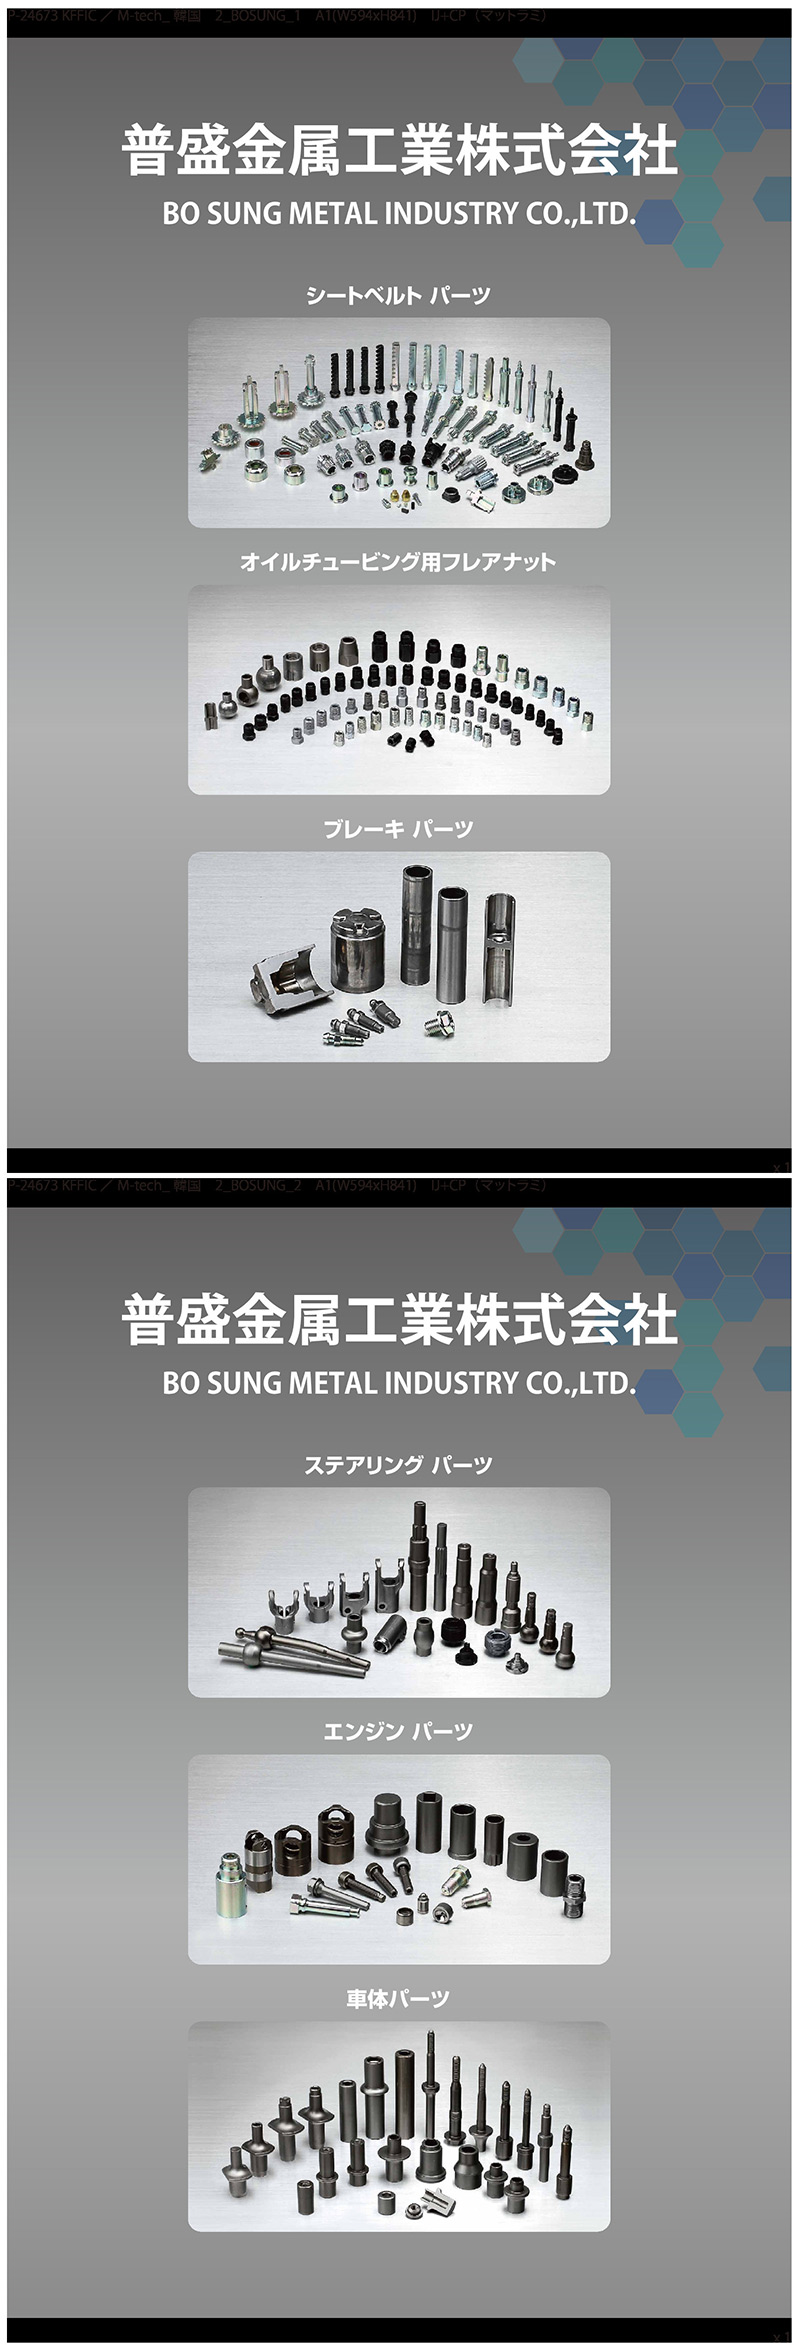 P-24673 KFFIC ／ M-tech_ 韓国　2_BOSUNG_1　A1(W594xH841)　IJ+CP（マットラミ）
普盛金属工業株式会社
BO SUNG METAL INDUSTRY CO.,LTD.
シートベルト パーツ
オイルチュービング用フレアナット
ブレーキ パーツ
x 1
P-24673 KFFIC ／ M-tech_ 韓国　2_BOSUNG_2　A1(W594xH841)　IJ+CP（マットラミ）
普盛金属工業株式会社
BO SUNG METAL INDUSTRY CO.,LTD.
ステアリング パーツ
エンジン パーツ
車体パーツ
x 1